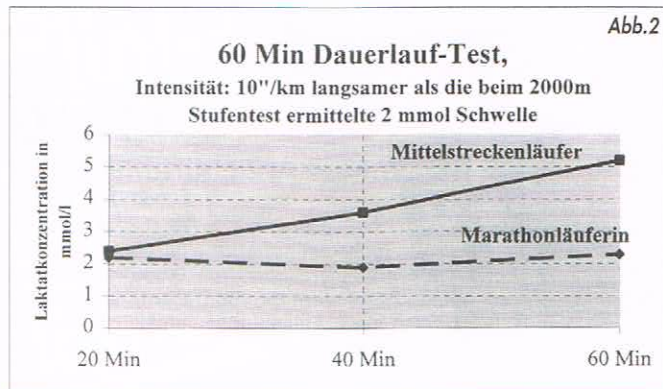 Abb.2
60 Min Dauerlauf-Test,
Intensität: 10"/km langsamer als die beim 2000m
Stufentest ermittelte 2 mmol Schwelle
Laktatkonzentration in
mmol/l
6
5
4
3
2
1
0
Mittelstreckenläufer
Marathonläuferin
20 Min
40 Min
60 Min